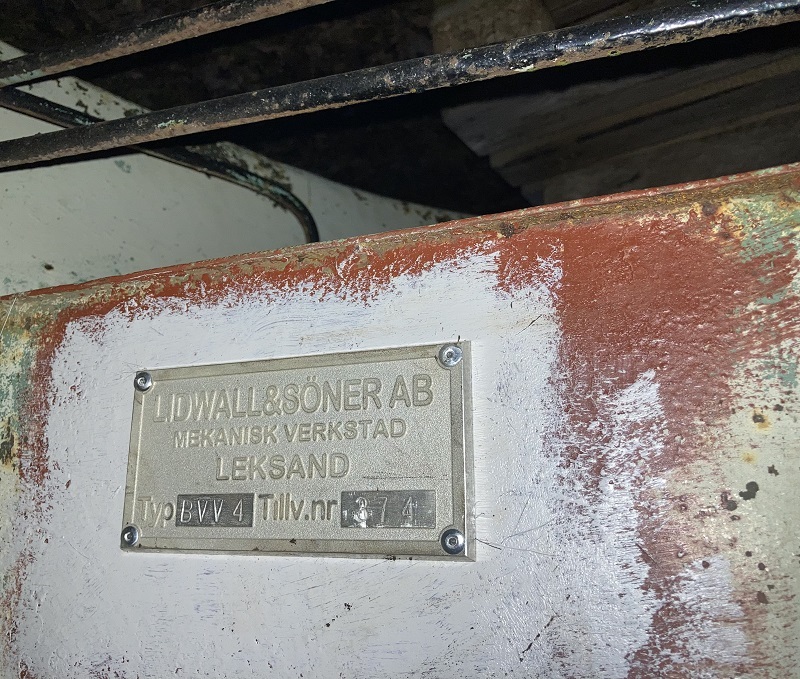 LIDWALL&SÖNER AB
MEKANISK VERKSTAD
LEKSAND
Typ BVV 4 Tillv.nr 374